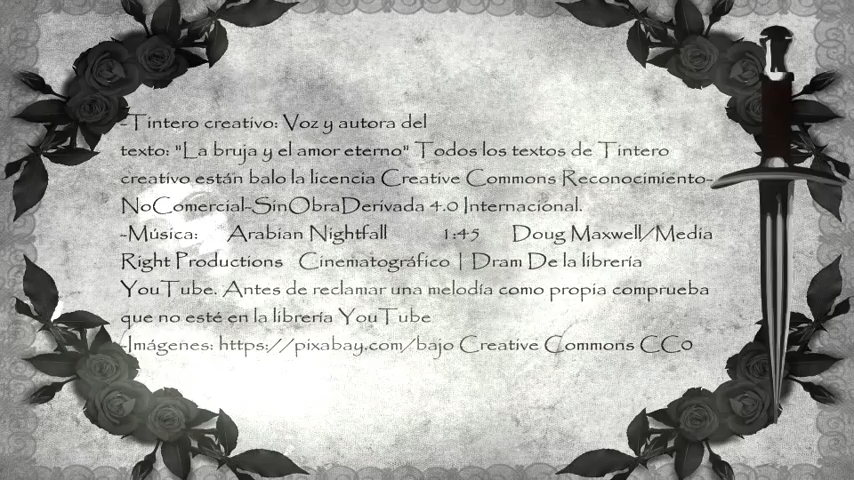 -Tintero creativo: Voz y autora del
texto: "La bruja y el amor eterno" Todos los textos de Tintero
creativo están balo la licencia Creative Commons Reconocimiento-
NoComercial-SinObraDerivada 4.0 Internacional.
-Música: Arabian Nightfall 1:45 Doug Maxwell/Media
Right Productions Cinematográfico | Dram De la librería
YouTube. Antes de reclamar una melodía como propia comprueba
que no esté en la librería YouTube
-Imágenes: https://pixabay.com/bajo Creative Commons CC0